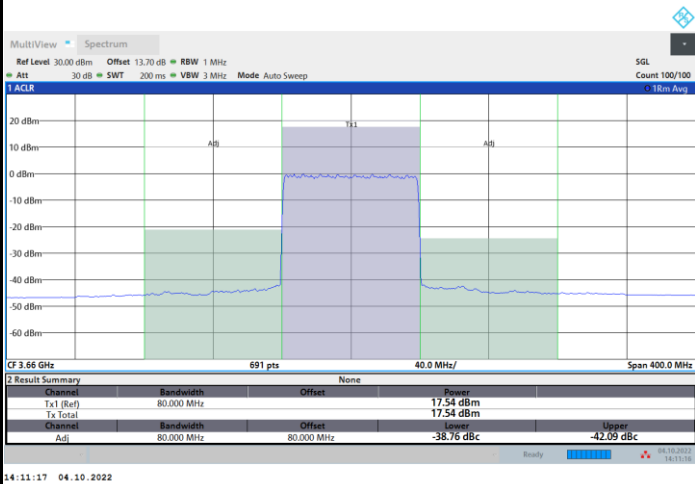 MultiView Spectrum
Ref Level 30.00 dBm Offset 13.70 dB RBW 1 MHz SGL
Att 30 dB SWT 200 ms VBW 3 MHz Mode Auto Sweep Count 100/100
1 ACLR 1Rm Avg
Tx1
20 dBm
Adj Adj
10 dBm
0 dBm
-10 dBm
-20 dBm
-30 dBm
-40 dBm
-50 dBm
-60 dBm
CF 3.66 GHz 691 pts 40.0 MHz/ Span 400.0 MHz
2 Result Summary None
Channel Bandwidth Offset Power
Tx1 (Ref) 80.000 MHz 17.54 dBm
Tx Total 17.54 dBm
Channel Bandwidth Offset Lower Upper
Adj 80.000 MHz 80.000 MHz -38.76 dBc -42.09 dBc
Ready 04.10.2022
14:11:16
14:11:17 04.10.2022